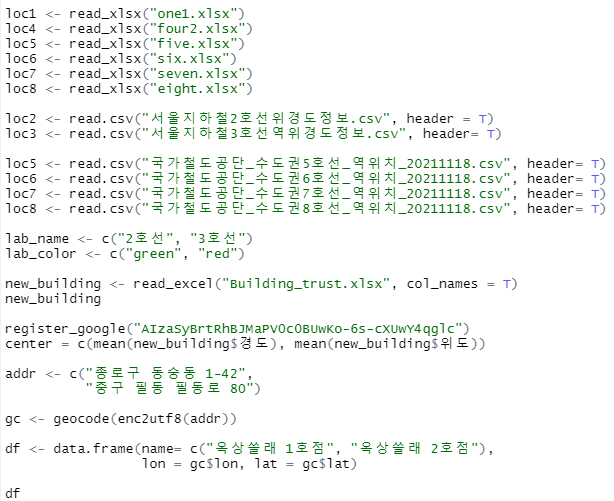 loc1 <- read_xlsx("one1.xlsx")
loc4 <- read_xlsx("four2.xlsx")
loc5 <- read_xlsx("five.xlsx")
loc6 <- read_xlsx("six.xlsx")
loc7 <- read_xlsx("seven.xlsx")
loc8 <- read_xlsx("eight.xlsx")
loc2 <- read.csv("서울지하철2호선위경도정보.csv", header = T)
loc3 <- read.csv("서울지하철3호선역위경도정보.csv", header= T)
loc5 <- read.csv("국가철도공단_수도권5호선_역위치_20211118.csv", header= T)
loc6 <- read.csv("국가철도공단_수도권6호선_역위치_20211118.csv", header= T)
loc7 <- read.csv("국가철도공단_수도권7호선_역위치_20211118.csv", header= T)
loc8 <- read.csv("국가철도공단_수도권8호선_역위치_20211118.csv", header= T)
lab_name <- c("2호선", "3호선")
lab_color <- c("green", "red")
new_building <- read_excel("Building_trust.xlsx", col_names = T)
new_building
register_google("AIzaSyBrtRhBJMaPVOcOBUwKo-6s-cXUwY4qglc")
center = c(mean(new_building$경도), mean(new_building$위도))
addr <- c("종로구 동숭동 1-42",
"중구 필동 필동로 80")
gc <- geocode(enc2utf8(addr))
df <- data.frame(name= c("옥상쓸래 1호점", "옥상쓸래 2호점"),
lon = gc$lon, lat = gc$lat)
df